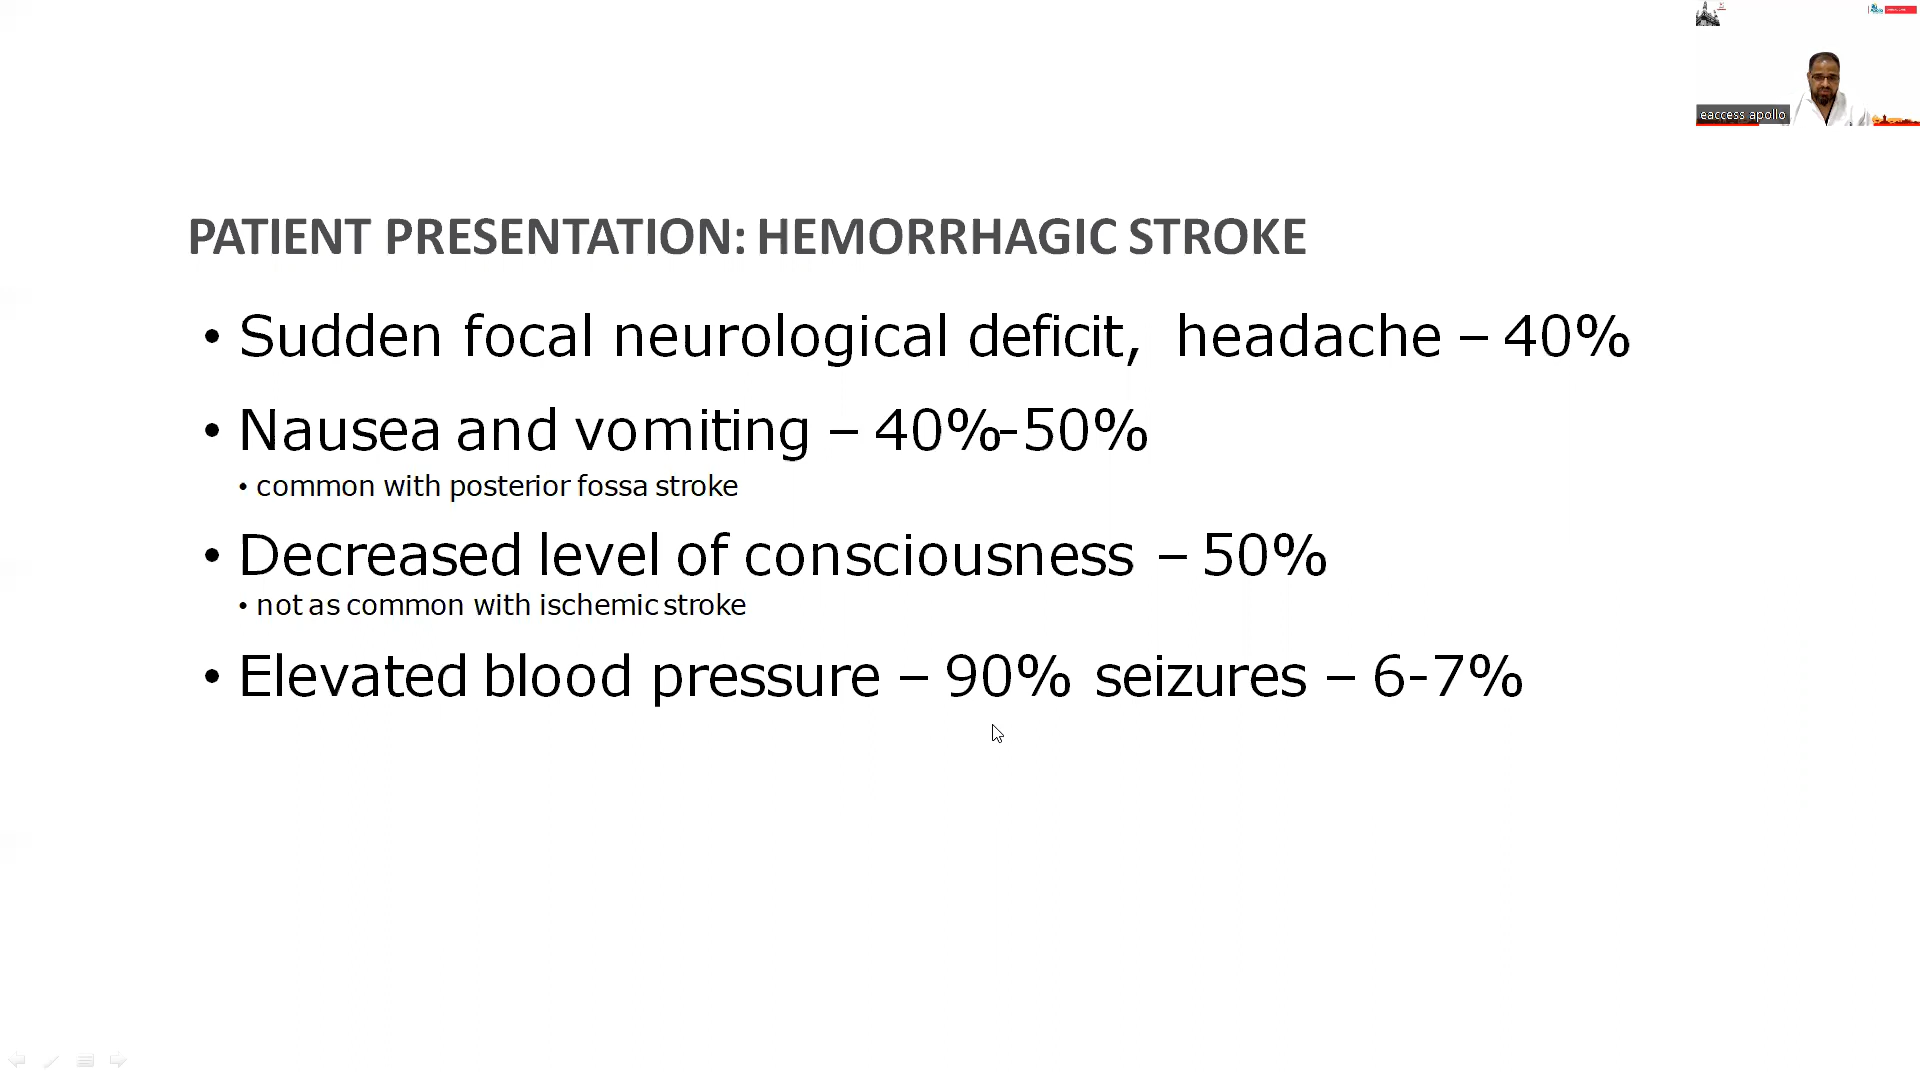 eaccess apollo
PATIENT PRESENTATION: HEMORRHAGIC STROKE
• Sudden focal neurological deficit, headache – 40%
• Nausea and vomiting – 40%-50%
• common with posterior fossa stroke
• Decreased level of consciousness – 50%
• not as common with ischemic stroke
• Elevated blood pressure – 90% seizures – 6-7%